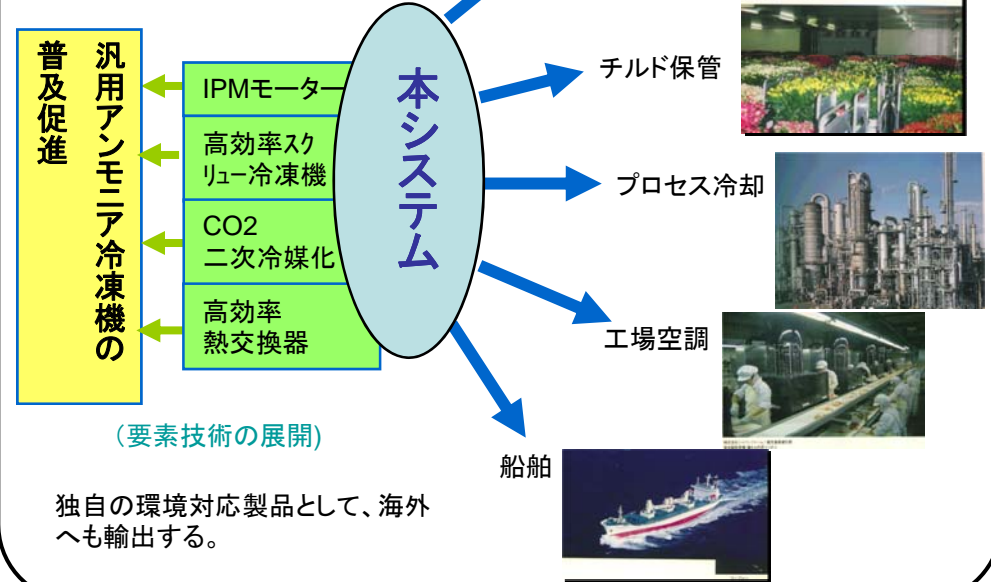 汎用アンモニア冷凍機の
普及促進
IPMモーター
高効率スク
リュー冷凍機
CO2
二次冷媒化
高効率
熱交換器
本システム
チルド保管
プロセス冷却
工場空調
船舶
（要素技術の展開)
独自の環境対応製品として、海外
へも輸出する。